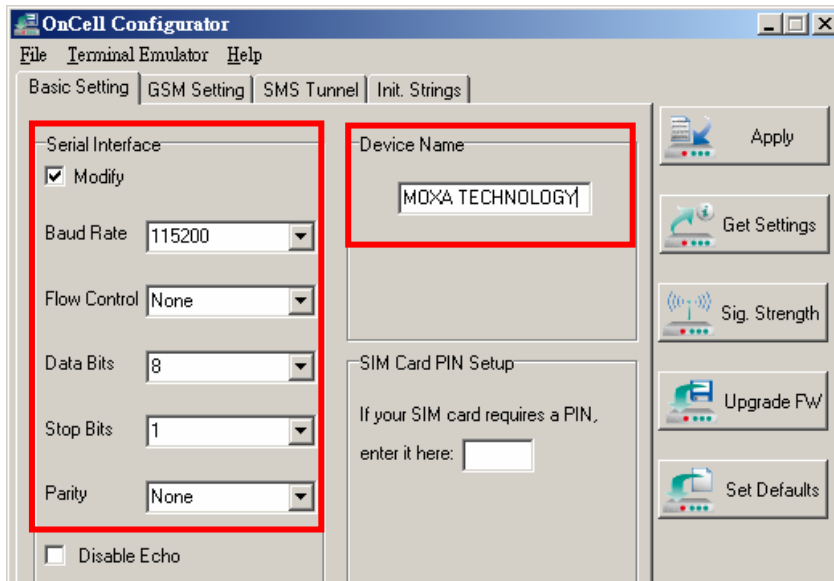 OnCell Configurator
File Terminal Emulator Help
Basic Setting GSM Setting SMS Tunnel Init. Strings
Serial Interface
Modify
Baud Rate 115200
Flow Control None
Data Bits 8
Stop Bits 1
Parity None
Disable Echo
Device Name
MOXA TECHNOLOGY
SIM Card PIN Setup
If your SIM card requires a PIN,
enter it here:
Apply
Get Settings
Sig. Strength
Upgrade FW
Set Defaults